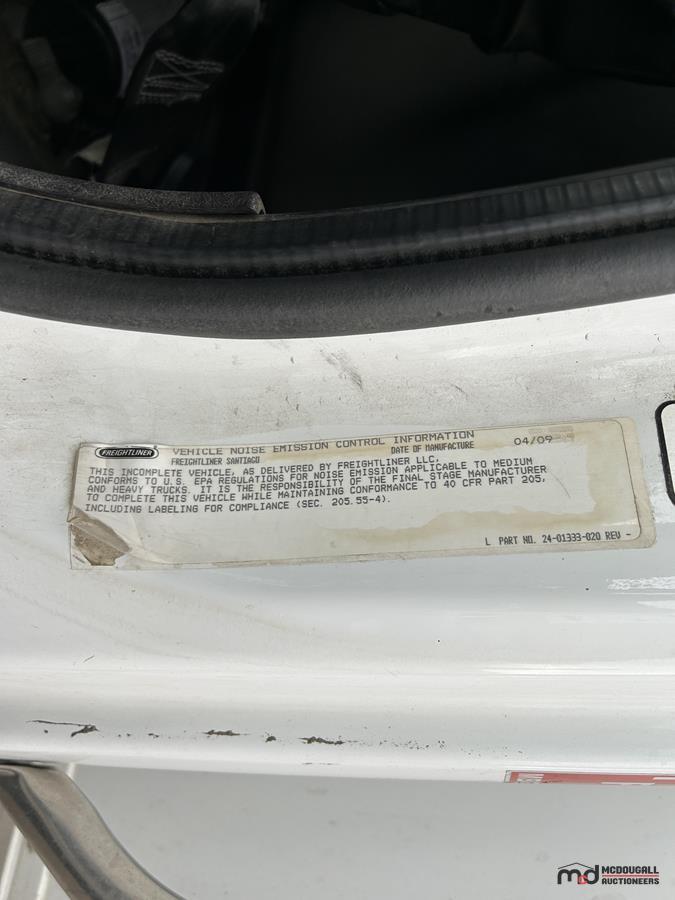 FREIGHTLINER VEHICLE NOISE EMISSION CONTROL INFORMATION
FREIGHTLINER SANTIAGO DATE OF MANUFACTURE 04/09
THIS INCOMPLETE VEHICLE, AS DELIVERED BY FREIGHTLINER LLC,
CONFORMS TO U.S. EPA REGULATIONS FOR NOISE EMISSION APPLICABLE TO MEDIUM
AND HEAVY TRUCKS. IT IS THE RESPONSIBILITY OF THE FINAL STAGE MANUFACTURER
TO COMPLETE THIS VEHICLE WHILE MAINTAINING CONFORMANCE TO 40 CFR PART 205,
INCLUDING LABELING FOR COMPLIANCE (SEC. 205.55-4).
L PART NO. 24-01333-020 REV -
md MCDOUGALL
AUCTIONEERS